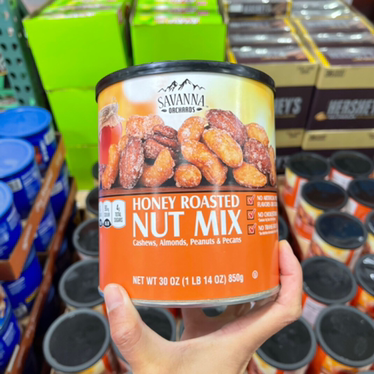 SAVANNA
ORCHARDS
HONEY ROASTED
NUT MIX
Cashews, Almonds, Peanuts & Pecans
NET WT 30 OZ (1 LB 14 OZ) 850g
HERSHEY'S